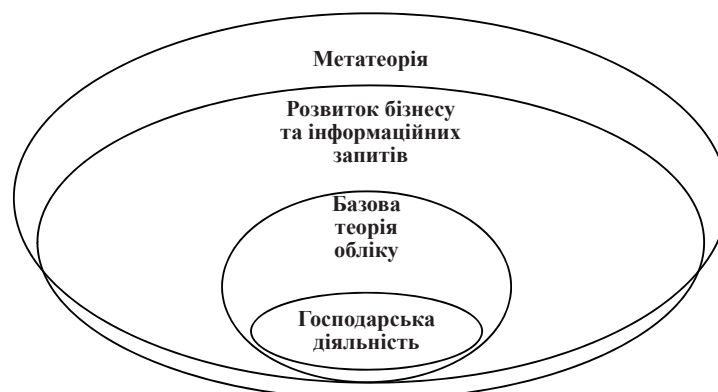 Метатеорія
Розвиток бізнесу
та інформаційних
запитів
Базова
теорія
обліку
Господарська
діяльність